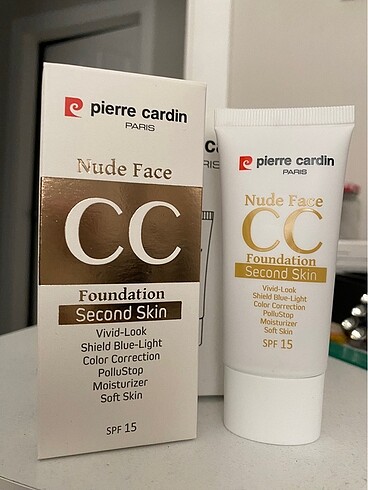 pierre cardin
PARIS
Nude Face
CC
Foundation
Second Skin
Vivid-Look
Shield Blue-Light
Color Correction
PolluStop
Moisturizer
Soft Skin
SPF 15
pierre cardin
PARIS
Nude Face
CC
Foundation
Second Skin
Vivid-Look
Shield Blue-Light
Color Correction
PolluStop
Moisturizer
Soft Skin
SPF 15